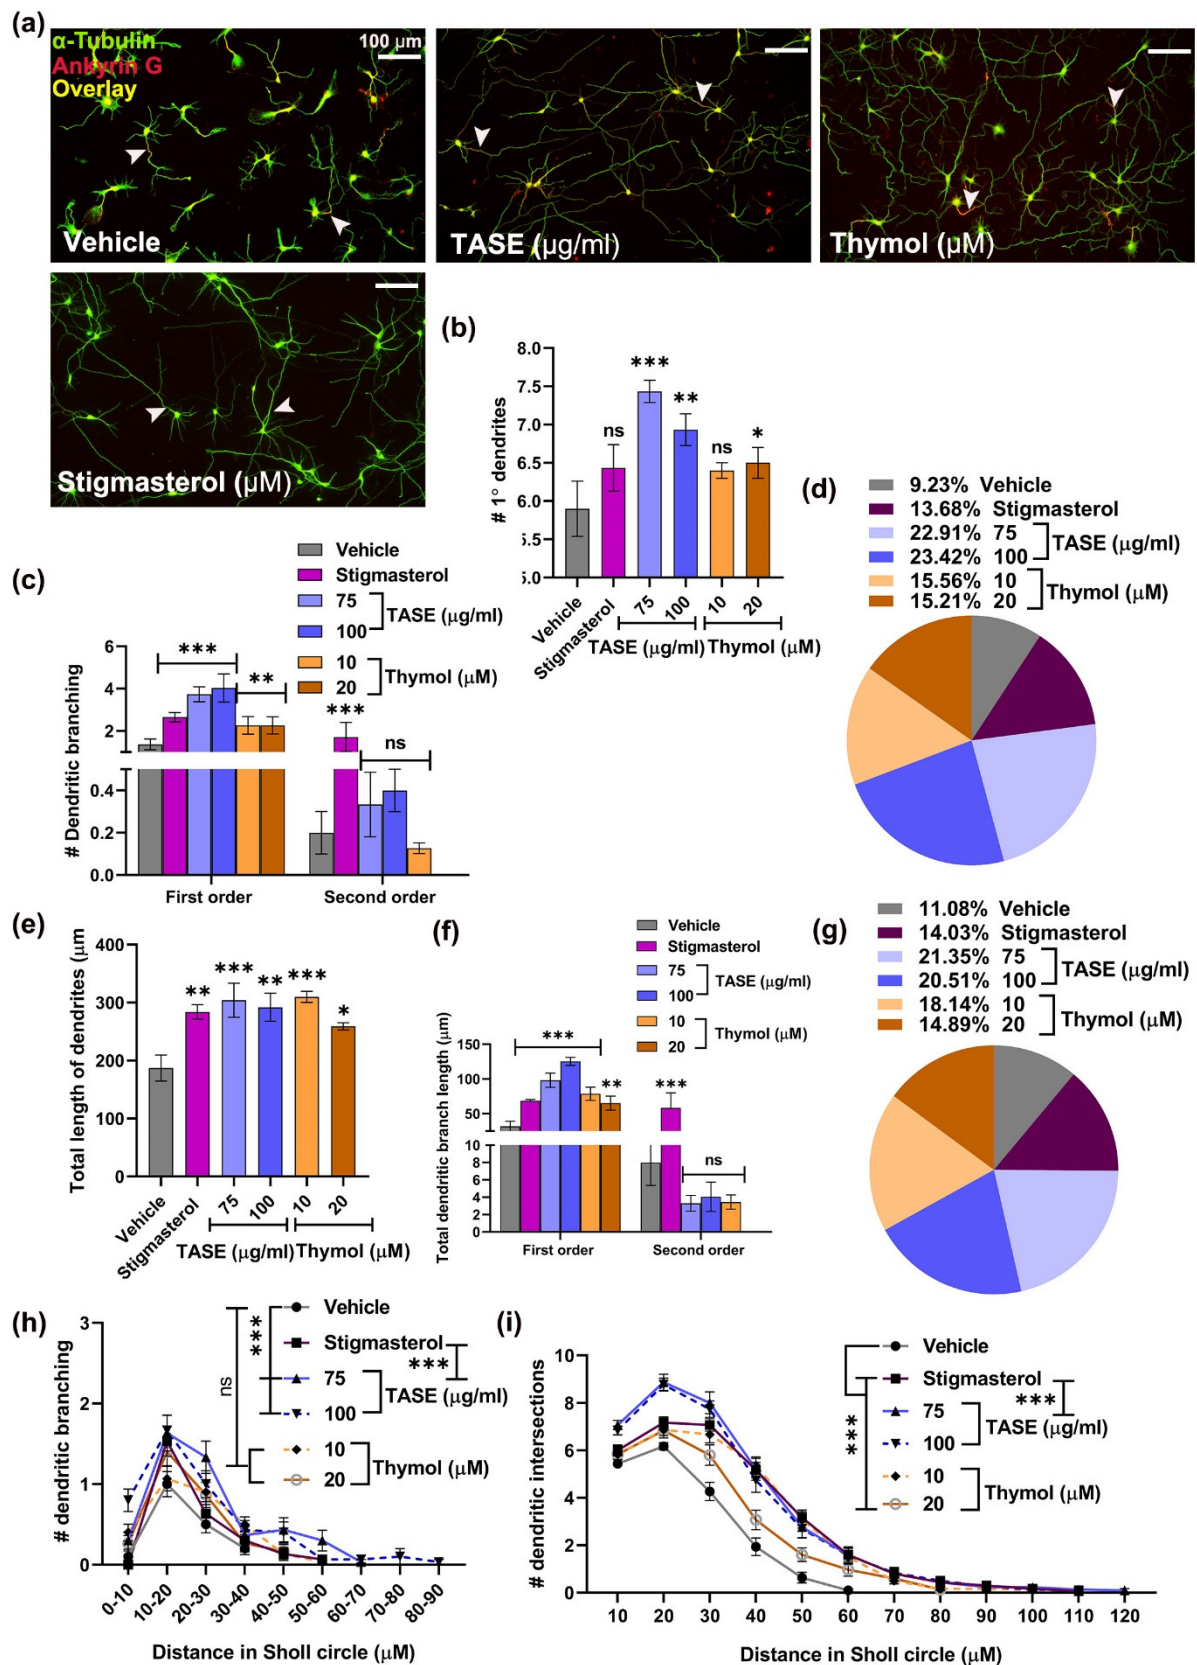 (a)
α-Tubulin
Ankyrin G
Overlay
100 µm
Vehicle
TASE (µg/ml)
Thymol (µM)
Stigmasterol (µM)
(b)
# 1° dendrites
8.0
7.5
7.0
6.5
6.0
5.5
5.0
ns
***
**
ns
*
Vehicle
Stigmasterol
75
100
10
20
TASE (µg/ml)
Thymol (µM)
(c)
Vehicle
Stigmasterol
75
100
TASE (µg/ml)
10
20
Thymol (µM)
# Dendritic branching
6
4
2
0.4
0.2
0.0
***
**
***
ns
First order
Second order
(d)
9.23% Vehicle
13.68% Stigmasterol
22.91% 75
23.42% 100
TASE (µg/ml)
15.56% 10
15.21% 20
Thymol (µM)
(e)
Total length of dendrites (µm
400
300
200
100
0
**
***
**
***
*
Vehicle
Stigmasterol
75
100
10
20
TASE (µg/ml)
Thymol (µM)
(f)
Vehicle
Stigmasterol
75
100
TASE (µg/ml)
10
20
Thymol (µM)
Total dendritic branch length (µm)
150
100
50
10
8
6
4
2
0
***
**
***
ns
First order
Second order
(g)
11.08% Vehicle
14.03% Stigmasterol
21.35% 75
20.51% 100
TASE (µg/ml)
18.14% 10
14.89% 20
Thymol (µM)
(h)
# dendritic branching
3
2
1
0
ns
***
Vehicle
Stigmasterol
***
75
100
TASE (µg/ml)
10
20
Thymol (µM)
0-10
10-20
20-30
30-40
40-50
50-60
60-70
70-80
80-90
Distance in Sholl circle (µM)
(i)
# dendritic intersections
10
8
6
4
2
0
***
Vehicle
Stigmasterol
***
75
100
TASE (µg/ml)
10
20
Thymol (µM)
10 20 30 40 50 60 70 80 90 100 110 120
Distance in Sholl circle (µM)